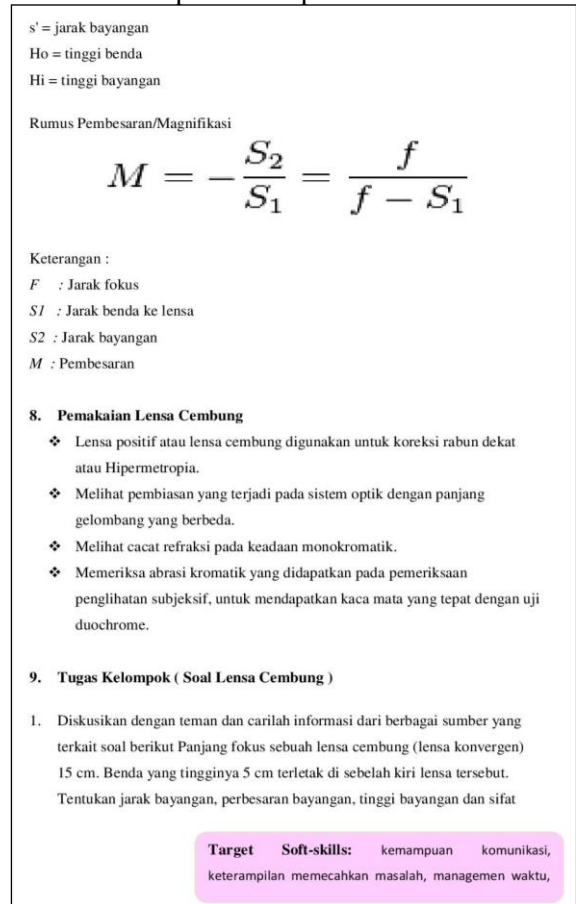 s' = jarak bayangan
Ho = tinggi benda
Hi = tinggi bayangan
Rumus Pembesaran/Magnifikasi
M = -S₂/S₁ = f/(f - S₁)
Keterangan :
F : Jarak fokus
S1 : Jarak benda ke lensa
S2 : Jarak bayangan
M : Pembesaran
8. Pemakaian Lensa Cembung
❖ Lensa positif atau lensa cembung digunakan untuk koreksi rabun dekat
atau Hipermetropia.
❖ Melihat pembiasan yang terjadi pada sistem optik dengan panjang
gelombang yang berbeda.
❖ Melihat cacat refraksi pada keadaan monokromatik.
❖ Memeriksa abrasi kromatik yang didapatkan pada pemeriksaan
penglihatan subjeksif, untuk mendapatkan kaca mata yang tepat dengan uji
duochrome.
9. Tugas Kelompok ( Soal Lensa Cembung )
1. Diskusikan dengan teman dan carilah informasi dari berbagai sumber yang
terkait soal berikut Panjang fokus sebuah lensa cembung (lensa konvergen)
15 cm. Benda yang tingginya 5 cm terletak di sebelah kiri lensa tersebut.
Tentukan jarak bayangan, perbesaran bayangan, tinggi bayangan dan sifat
Target Soft-skills: kemampuan komunikasi,
keterampilan memecahkan masalah, managemen waktu,